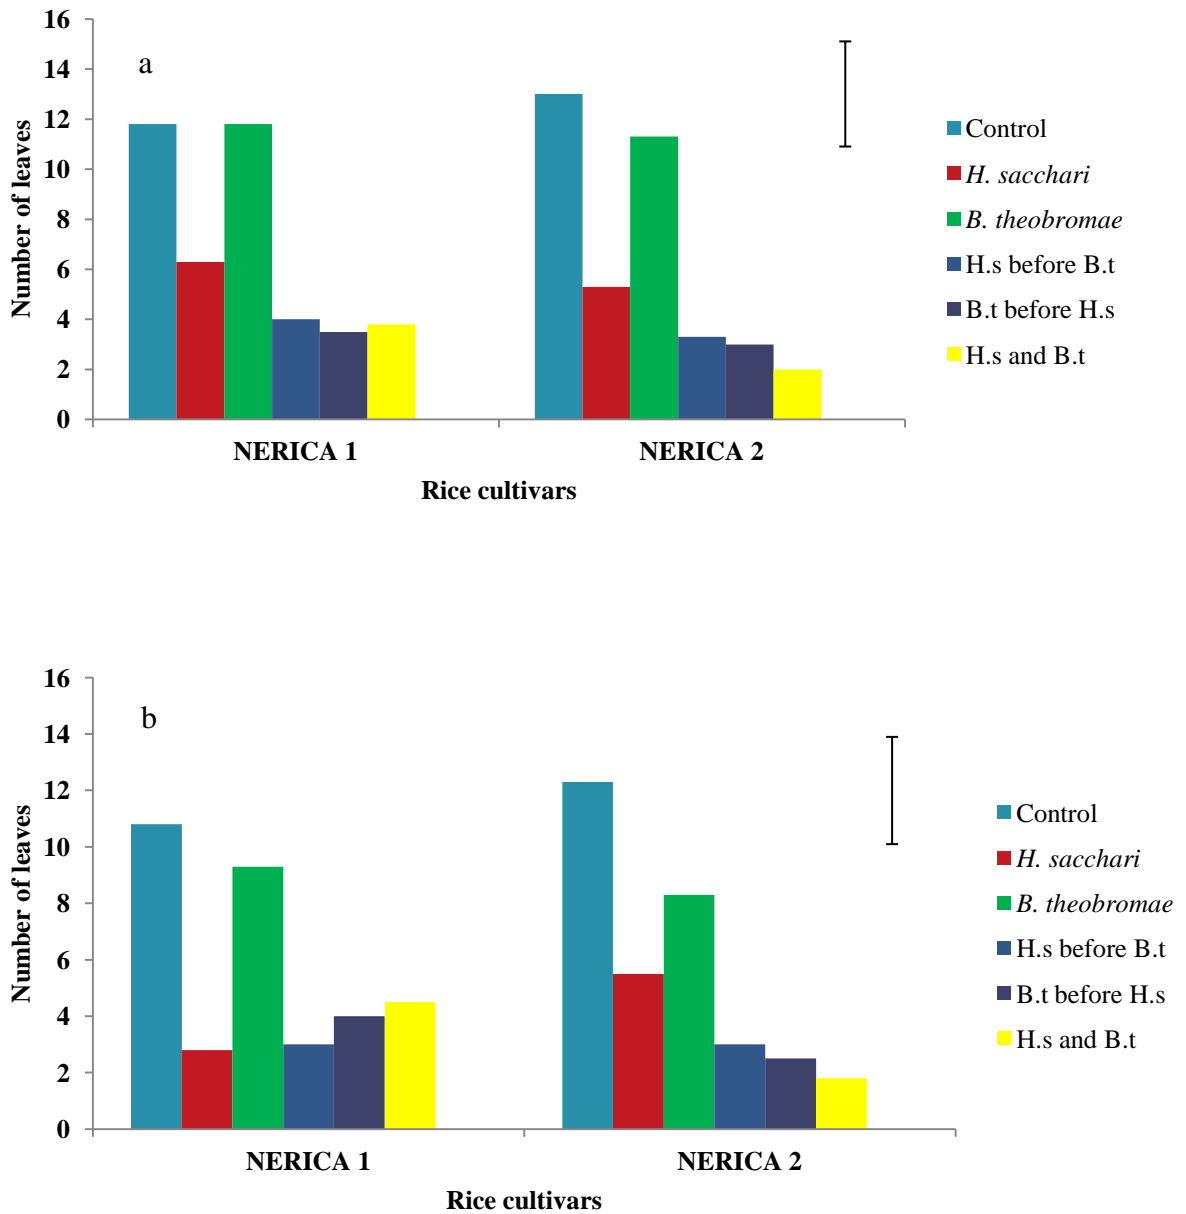 16
14
12
10
8
6
4
2
0
Number of leaves
a
NERICA 1
NERICA 2
Rice cultivars
Control
H. sacchari
B. theobromae
H.s before B.t
B.t before H.s
H.s and B.t
16
14
12
10
8
6
4
2
0
Number of leaves
b
NERICA 1
NERICA 2
Rice cultivars
Control
H. sacchari
B. theobromae
H.s before B.t
B.t before H.s
H.s and B.t